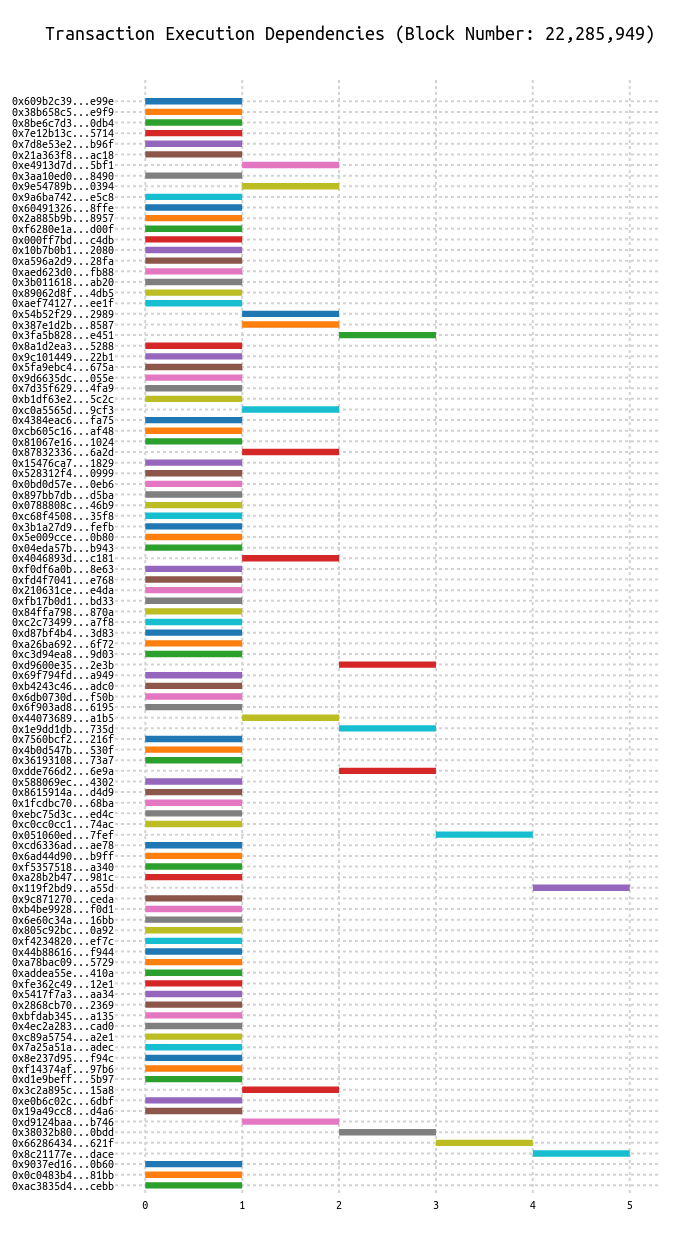 Transaction Execution Dependencies (Block Number: 22,285,949)
0x609b2c39...e99e
0x38b658c5...e9f9
0x8be6c7d3...0db4
0x7e12b13c...5714
0x7d8e53e2...b96f
0x21a363f8...ac18
0xe4913d7d...5bf1
0x3aa10ed0...8490
0x9e54789b...0394
0x9a6ba742...e5c8
0x60491326...8ffe
0x2a885b9b...8957
0xf6280e1a...d00f
0x000ff7bd...c4db
0x10b7b0b1...2080
0xa596a2d9...28fa
0xaed623d0...fb88
0x3b011618...ab20
0x89062d8f...4db5
0xaef74127...ee1f
0x54b52f29...2989
0x387e1d2b...8587
0x3fa5b828...e451
0x8a1d2ea3...5288
0x9c101449...22b1
0x5fa9ebc4...675a
0x9d6635dc...055e
0x7d35f629...4fa9
0xb1df63e2...5c2c
0xc0a5565d...9cf3
0x4384eac6...fa75
0xcb605c16...af48
0x81067e16...1024
0x87832336...6a2d
0x15476ca7...1829
0x528312f4...0999
0x0bd0d57e...0eb6
0x897bb7db...d5ba
0x0788808c...46b9
0xc68f4508...35f8
0x3b1a27d9...fefb
0x5e009cce...0b80
0x04eda57b...b943
0x4046893d...c181
0xf0df6a0b...8e63
0xfd4f7041...e768
0x210631ce...e4da
0xfb17b0d1...bd33
0x84ffa798...870a
0xc2c73499...a7f8
0xd87bf4b4...3d83
0xa26ba692...6f72
0xc3d94ea8...9d03
0xd9600e35...2e3b
0x69f794fd...a949
0xb4243c46...adc0
0x6db0730d...f50b
0x6f903ad8...6195
0x44073689...a1b5
0x1e9dd1db...735d
0x7560bcf2...216f
0x4b0d547b...530f
0x36193108...73a7
0xdde766d2...6e9a
0x588069ec...4302
0x8615914a...d4d9
0x1fcdbc70...68ba
0xebc75d3c...ed4c
0xc0cc0cc1...74ac
0x051060ed...7fef
0xcd6336ad...ae78
0x6ad44d90...b9ff
0xf5357518...a340
0xa28b2b47...981c
0x119f2bd9...a55d
0x9c871270...ceda
0xb4be9928...f0d1
0x6e60c34a...16bb
0x805c92bc...0a92
0xf4234820...ef7c
0x44b88616...f944
0xa78bac09...5729
0xaddea55e...410a
0xfe362c49...12e1
0x5417f7a3...aa34
0x2868cb70...2369
0xbfdab345...a135
0x4ec2a283...cad0
0xc89a5754...a2e1
0x7a25a51a...adec
0x8e237d95...f94c
0xf14374af...97b6
0xd1e9beff...5b97
0x3c2a895c...15a8
0xe0b6c02c...6dbf
0x19a49cc8...d4a6
0xd9124baa...b746
0x38032b80...0bdd
0x66286434...621f
0x8c21177e...dace
0x9037ed16...0b60
0x0c0483b4...81bb
0xac3835d4...cebb
0 1 2 3 4 5